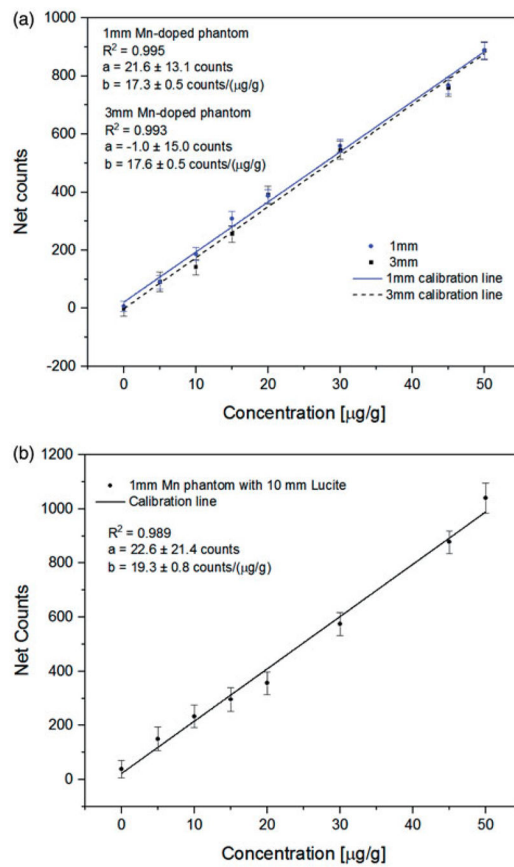 (a)
1000
800
600
400
200
0
-200
Net counts
1mm Mn-doped phantom
R² = 0.995
a = 21.6 ± 13.1 counts
b = 17.3 ± 0.5 counts/(μg/g)
3mm Mn-doped phantom
R² = 0.993
a = -1.0 ± 15.0 counts
b = 17.6 ± 0.5 counts/(μg/g)
1mm
3mm
1mm calibration line
3mm calibration line
0 10 20 30 40 50
Concentration [μg/g]
(b)
1200
1000
800
600
400
200
0
Net Counts
1mm Mn phantom with 10 mm Lucite
Calibration line
R² = 0.989
a = 22.6 ± 21.4 counts
b = 19.3 ± 0.8 counts/(μg/g)
0 10 20 30 40 50
Concentration [μg/g]